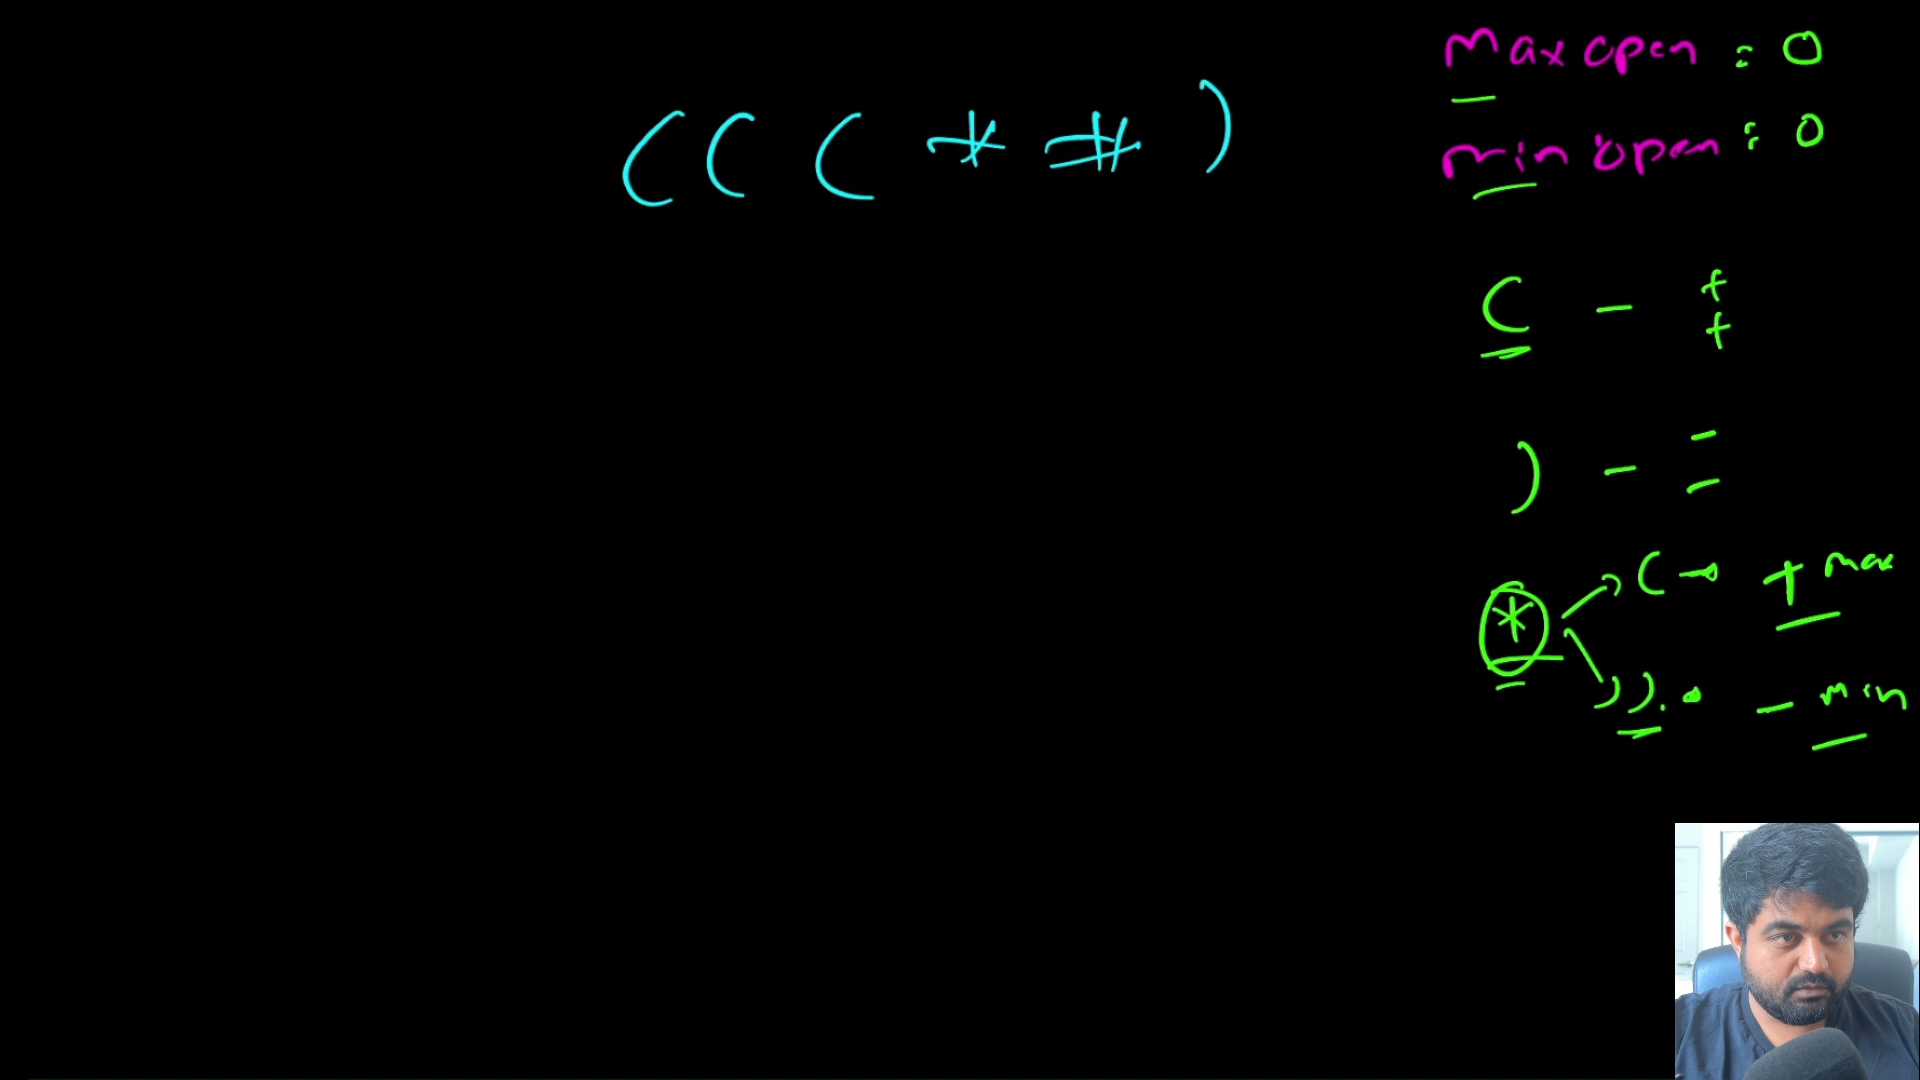 ( ( ( * * )
Max open : 0
min open : 0
( - + +
) - - -
* ( → + max
) ). - min